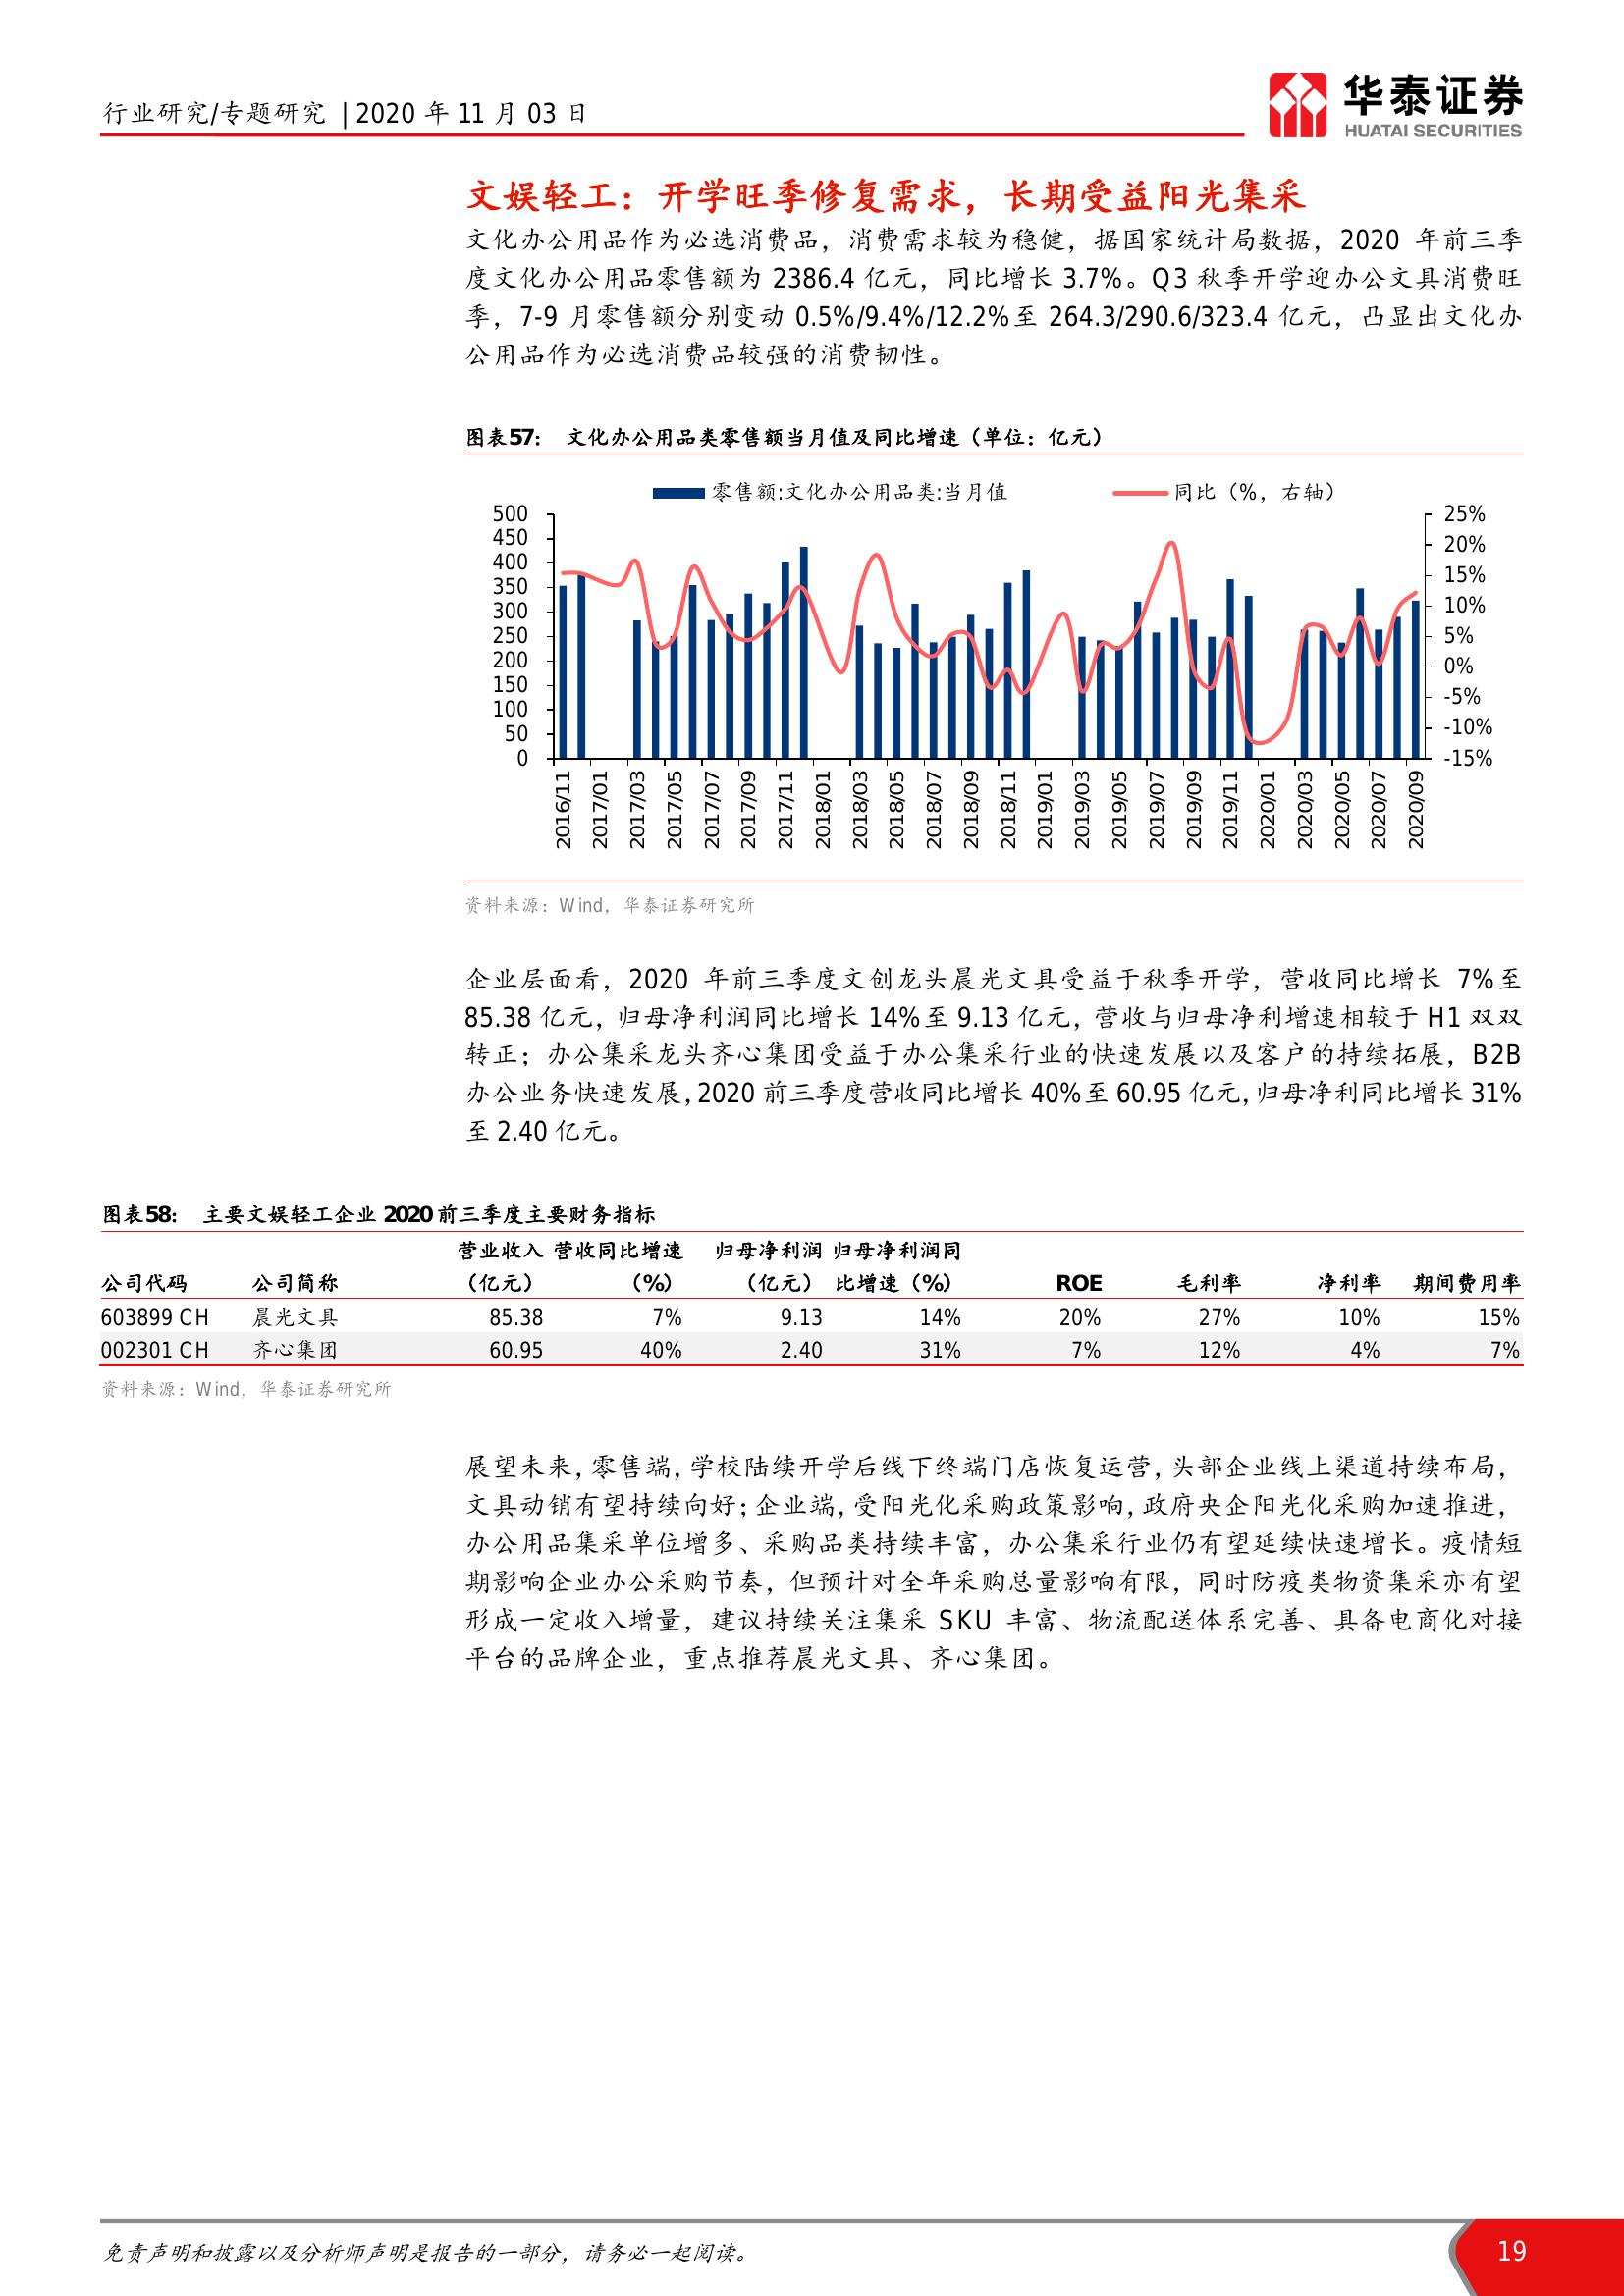 行业研究/专题研究 | 2020 年 11 月 03 日
华泰证券
HUATAI SECURITIES
文娱轻工：开学旺季修复需求，长期受益阳光集采
文化办公用品作为必选消费品，消费需求较为稳健，据国家统计局数据，2020 年前三季
度文化办公用品零售额为 2386.4 亿元，同比增长 3.7%。Q3 秋季开学迎办公文具消费旺
季，7-9 月零售额分别变动 0.5%/9.4%/12.2%至 264.3/290.6/323.4 亿元，凸显出文化办
公用品作为必选消费品较强的消费韧性。
图表57： 文化办公用品类零售额当月值及同比增速（单位：亿元）
零售额:文化办公用品类:当月值 同比（%，右轴）
500 25%
450 20%
400 15%
350 10%
300 5%
250 0%
200 -5%
150 -10%
100 -15%
50
0
2016/11 2017/01 2017/03 2017/05 2017/07 2017/09 2017/11 2018/01 2018/03 2018/05 2018/07 2018/09 2018/11 2019/01 2019/03 2019/05 2019/07 2019/09 2019/11 2020/01 2020/03 2020/05 2020/07 2020/09
资料来源：Wind，华泰证券研究所
企业层面看，2020 年前三季度文创龙头晨光文具受益于秋季开学，营收同比增长 7%至
85.38 亿元，归母净利润同比增长 14%至 9.13 亿元，营收与归母净利增速相较于 H1 双双
转正；办公集采龙头齐心集团受益于办公集采行业的快速发展以及客户的持续拓展，B2B
办公业务快速发展，2020 前三季度营收同比增长 40%至 60.95 亿元，归母净利同比增长 31%
至 2.40 亿元。
图表58： 主要文娱轻工企业 2020 前三季度主要财务指标
营业收入 营收同比增速 归母净利润 归母净利润同
公司代码 公司简称 （亿元） （%） （亿元） 比增速（%） ROE 毛利率 净利率 期间费用率
603899 CH 晨光文具 85.38 7% 9.13 14% 20% 27% 10% 15%
002301 CH 齐心集团 60.95 40% 2.40 31% 7% 12% 4% 7%
资料来源：Wind，华泰证券研究所
展望未来，零售端，学校陆续开学后线下终端门店恢复运营，头部企业线上渠道持续布局，
文具动销有望持续向好；企业端，受阳光化采购政策影响，政府央企阳光化采购加速推进，
办公用品集采单位增多、采购品类持续丰富，办公集采行业仍有望延续快速增长。疫情短
期影响企业办公采购节奏，但预计对全年采购总量影响有限，同时防疫类物资集采亦有望
形成一定收入增量，建议持续关注集采 SKU 丰富、物流配送体系完善、具备电商化对接
平台的品牌企业，重点推荐晨光文具、齐心集团。
免责声明和披露以及分析师声明是报告的一部分，请务必一起阅读。
19